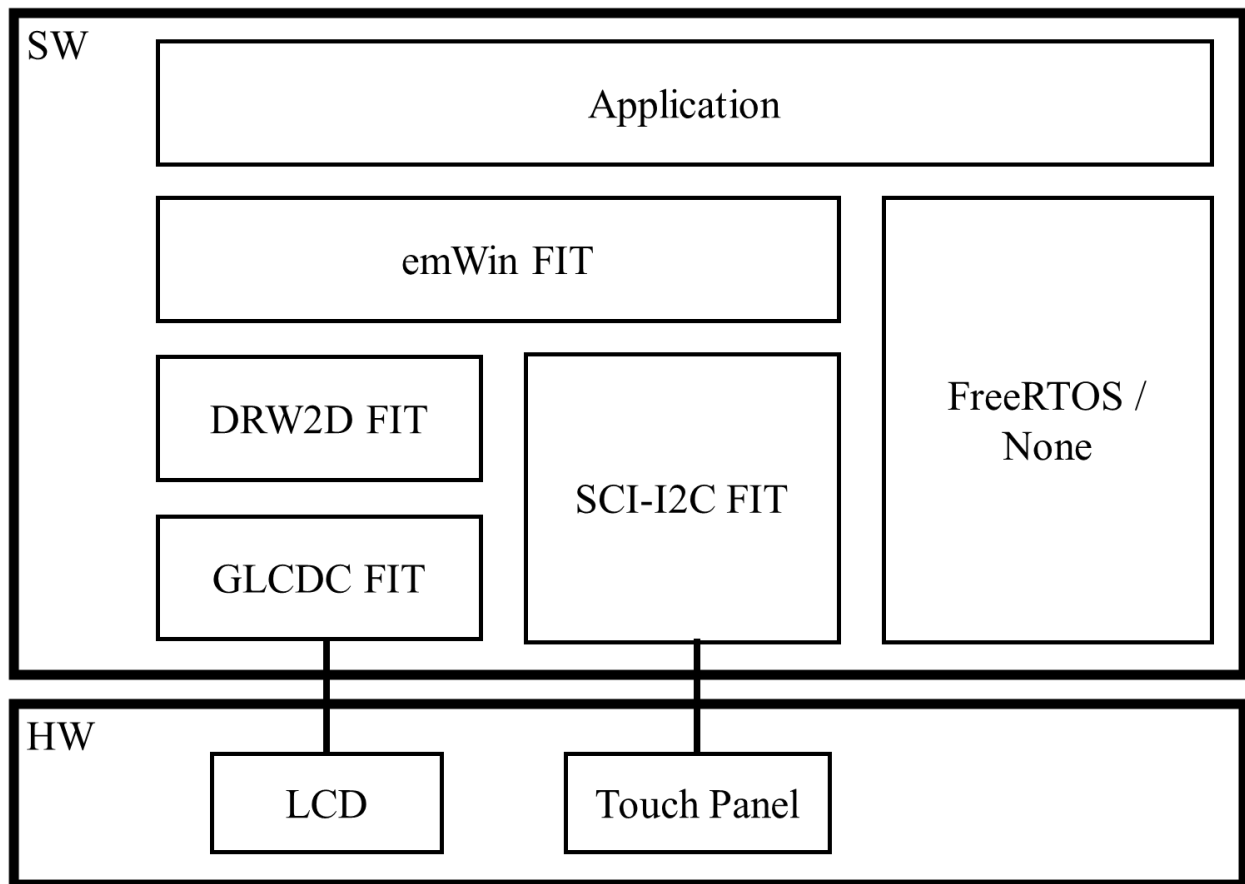 SW
Application
emWin FIT
FreeRTOS /
None
DRW2D FIT
SCI-I2C FIT
GLCDC FIT
HW
LCD
Touch Panel